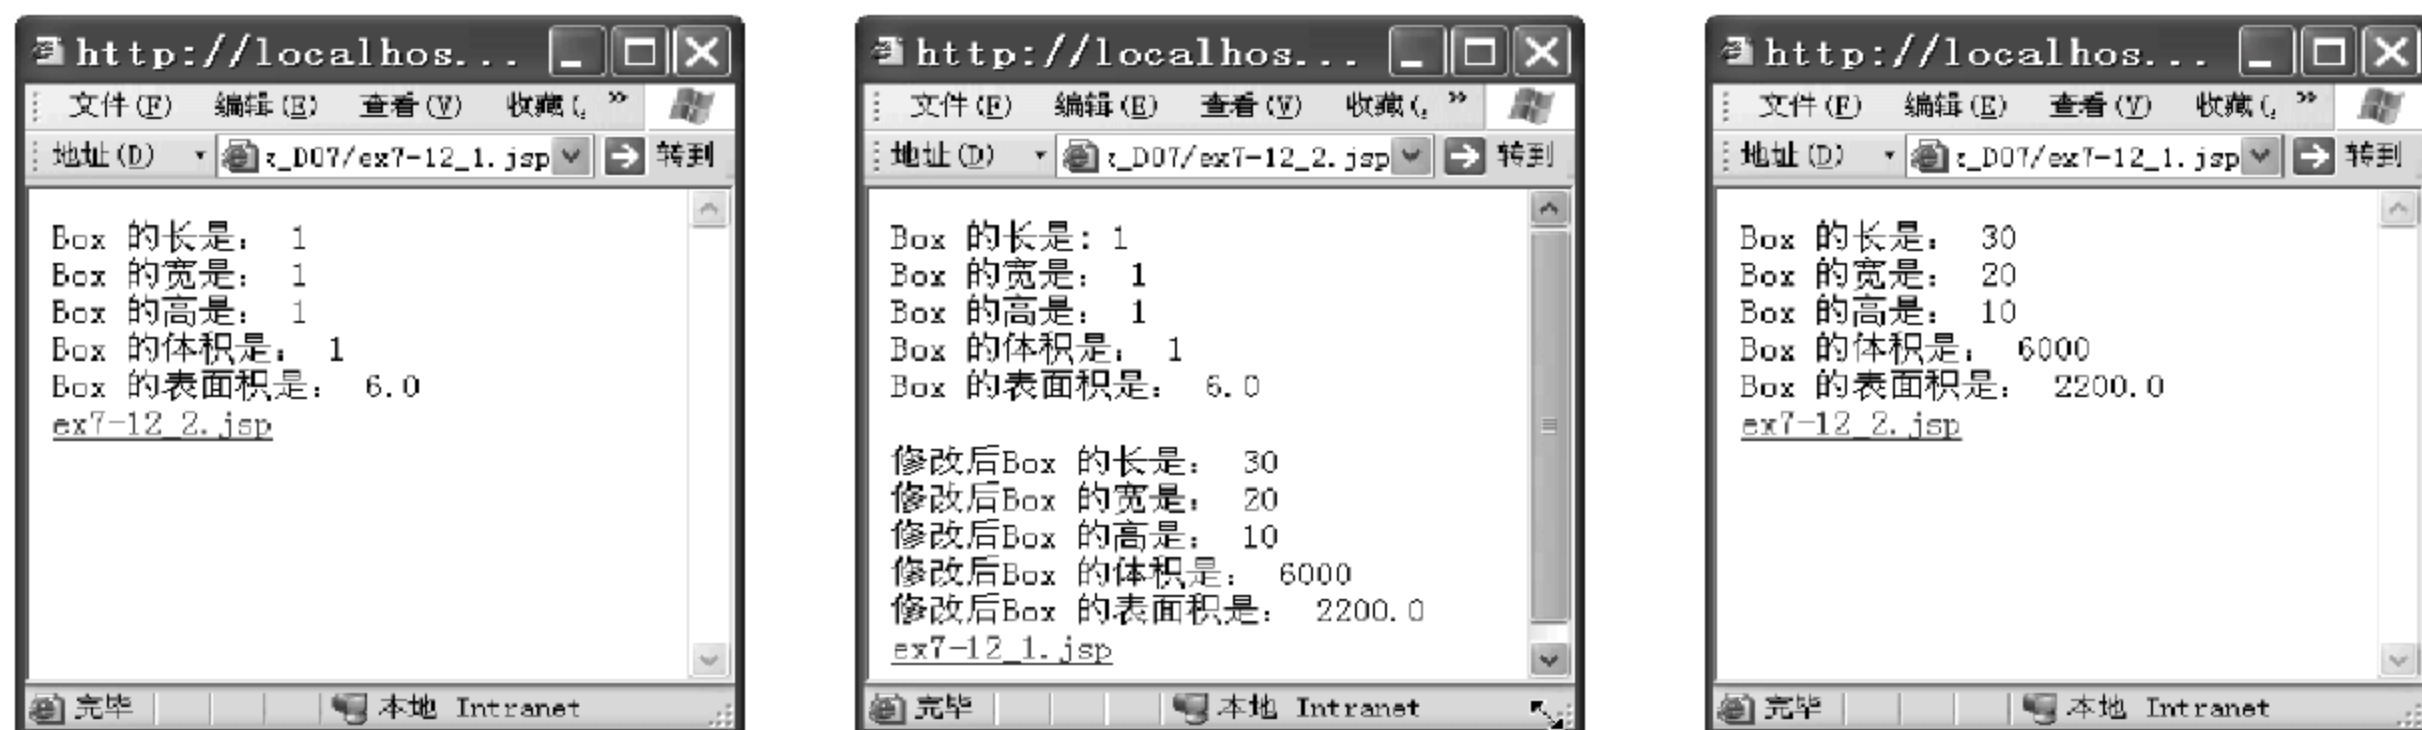 http://localhos...
文件(F) 编辑(E) 查看(V) 收藏(, »
地址(D) t_D07/ex7-12_1.jsp 转到
Box 的长是： 1
Box 的宽是： 1
Box 的高是： 1
Box 的体积是： 1
Box 的表面积是： 6.0
ex7-12_2.jsp
完毕 本地 Intranet
http://localhos...
文件(F) 编辑(E) 查看(V) 收藏(, »
地址(D) t_D07/ex7-12_2.jsp 转到
Box 的长是: 1
Box 的宽是： 1
Box 的高是： 1
Box 的体积是： 1
Box 的表面积是： 6.0
修改后Box 的长是： 30
修改后Box 的宽是： 20
修改后Box 的高是： 10
修改后Box 的体积是： 6000
修改后Box 的表面积是： 2200.0
ex7-12_1.jsp
完毕 本地 Intranet
http://localhos...
文件(F) 编辑(E) 查看(V) 收藏(, »
地址(D) t_D07/ex7-12_1.jsp 转到
Box 的长是： 30
Box 的宽是： 20
Box 的高是： 10
Box 的体积是： 6000
Box 的表面积是： 2200.0
ex7-12_2.jsp
完毕 本地 Intranet